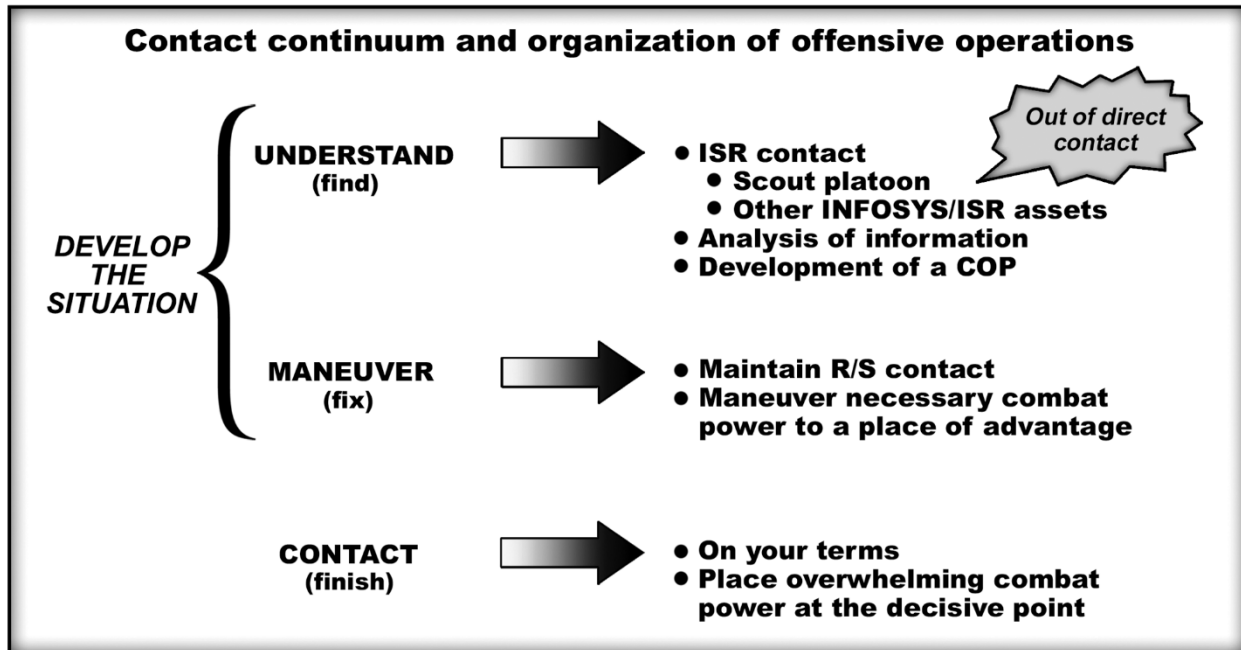 Contact continuum and organization of offensive operations
Out of direct
contact
UNDERSTAND
(find)
• ISR contact
• Scout platoon
• Other INFOSYS/ISR assets
• Analysis of information
• Development of a COP
DEVELOP
THE
SITUATION
MANEUVER
(fix)
• Maintain R/S contact
• Maneuver necessary combat
power to a place of advantage
CONTACT
(finish)
• On your terms
• Place overwhelming combat
power at the decisive point